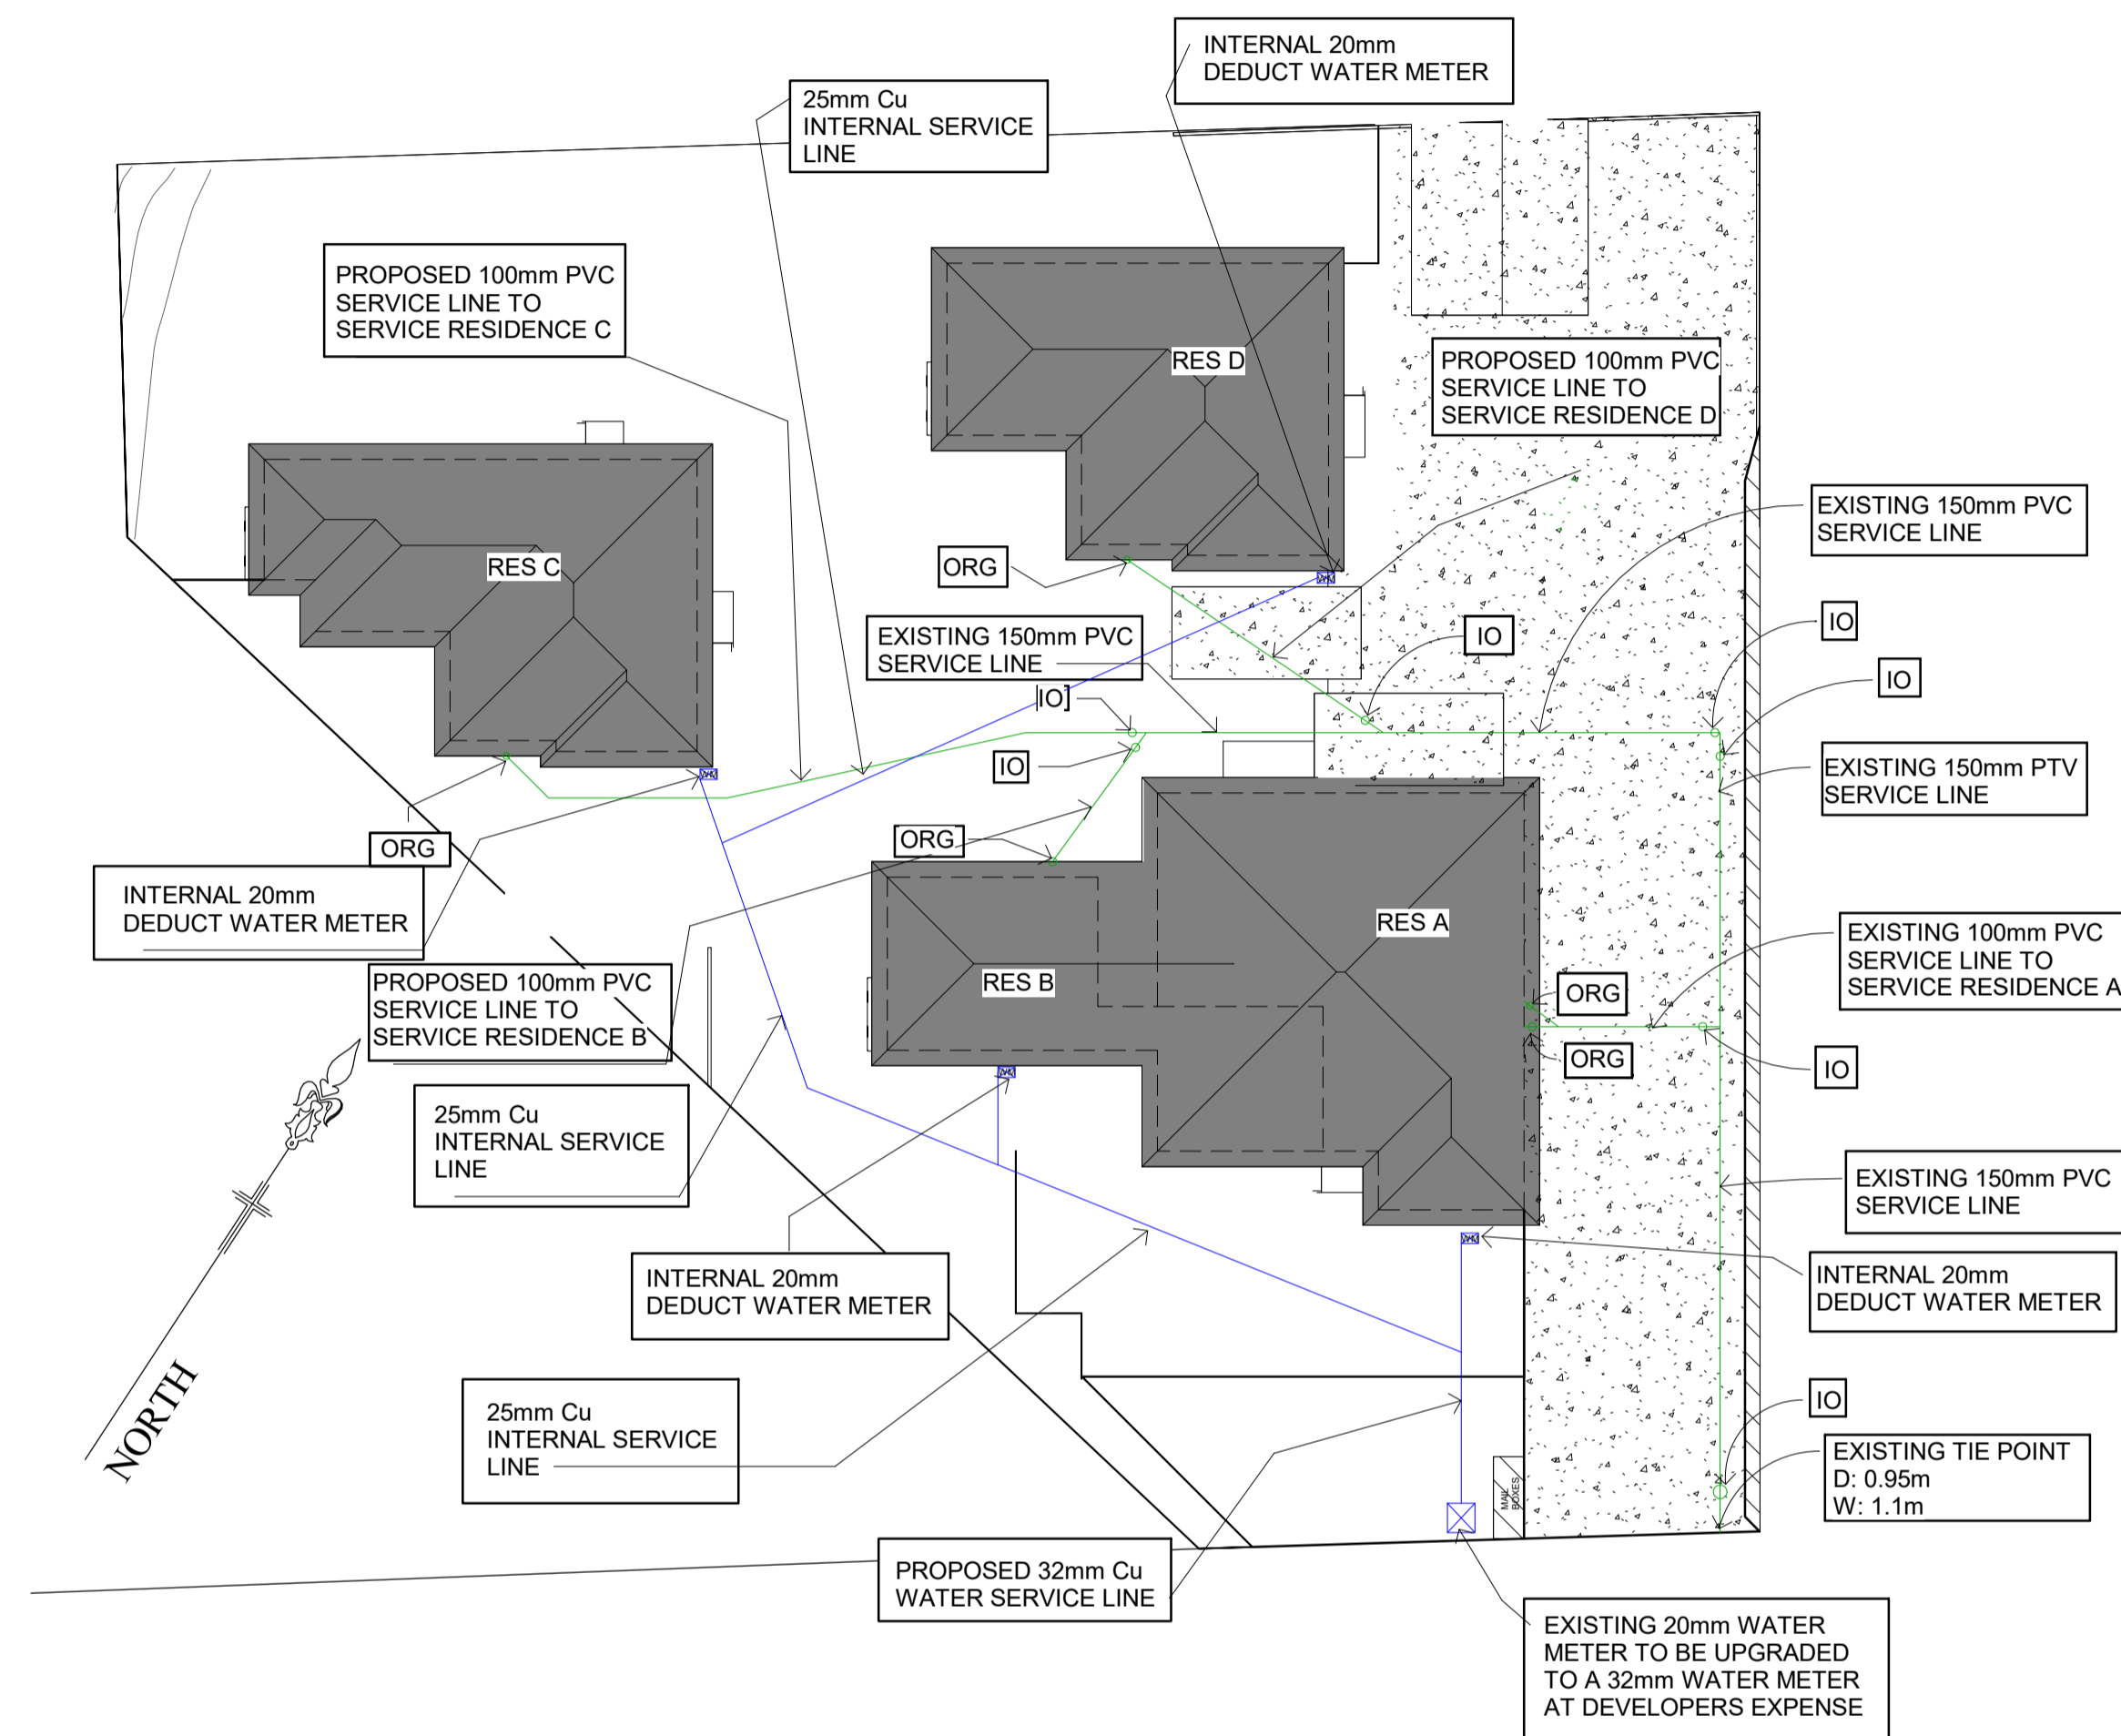 INTERNAL 20mm
DEDUCT WATER METER
25mm Cu
INTERNAL SERVICE
LINE
PROPOSED 100mm PVC
SERVICE LINE TO
SERVICE RESIDENCE C
RES D
PROPOSED 100mm PVC
SERVICE LINE TO
SERVICE RESIDENCE D
EXISTING 150mm PVC
SERVICE LINE
RES C
ORG
EXISTING 150mm PVC
SERVICE LINE
IO
IO
IO
IO
IO
EXISTING 150mm PTV
SERVICE LINE
ORG
ORG
INTERNAL 20mm
DEDUCT WATER METER
RES A
EXISTING 100mm PVC
SERVICE LINE TO
SERVICE RESIDENCE A
PROPOSED 100mm PVC
SERVICE LINE TO
SERVICE RESIDENCE B
RES B
ORG
ORG
IO
25mm Cu
INTERNAL SERVICE
LINE
EXISTING 150mm PVC
SERVICE LINE
INTERNAL 20mm
DEDUCT WATER METER
INTERNAL 20mm
DEDUCT WATER METER
NORTH
25mm Cu
INTERNAL SERVICE
LINE
IO
EXISTING TIE POINT
D: 0.95m
W: 1.1m
MAIL
BOXES
PROPOSED 32mm Cu
WATER SERVICE LINE
EXISTING 20mm WATER
METER TO BE UPGRADED
TO A 32mm WATER METER
AT DEVELOPERS EXPENSE